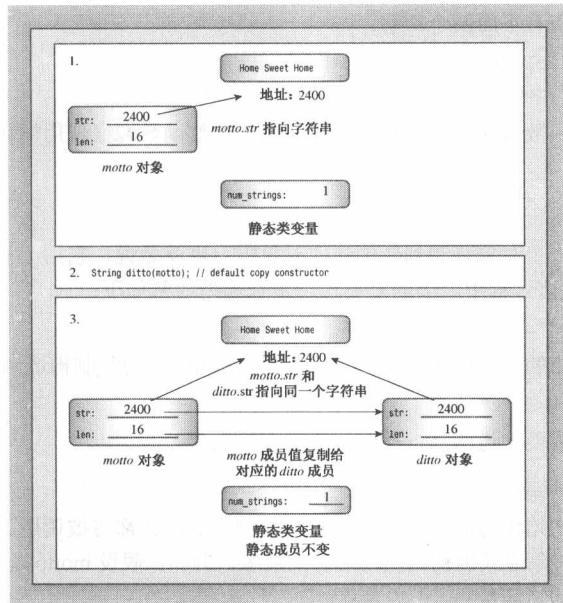 1.
Home Sweet Home
地址: 2400
str: 2400
len: 16
motto.str 指向字符串
motto 对象
num_strings: 1
静态类变量
2. String ditto(motto); // default copy constructor
3.
Home Sweet Home
地址: 2400
motto.str 和
ditto.str 指向同一个字符串
str: 2400
len: 16
motto 对象
str: 2400
len: 16
ditto 对象
motto 成员值复制给
对应的 ditto 成员
num_strings: 1
静态类变量
静态成员不变